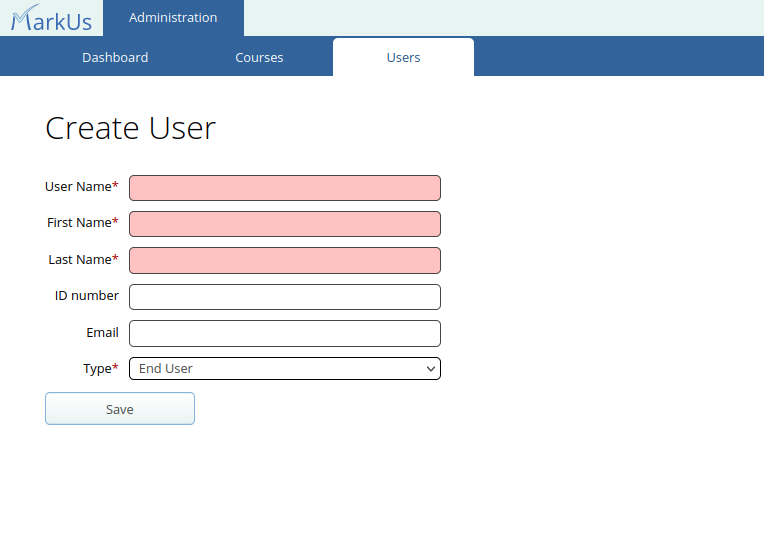 MarkUs Administration
Dashboard Courses Users
Create User
User Name*
First Name*
Last Name*
ID number
Email
Type* End User
Save